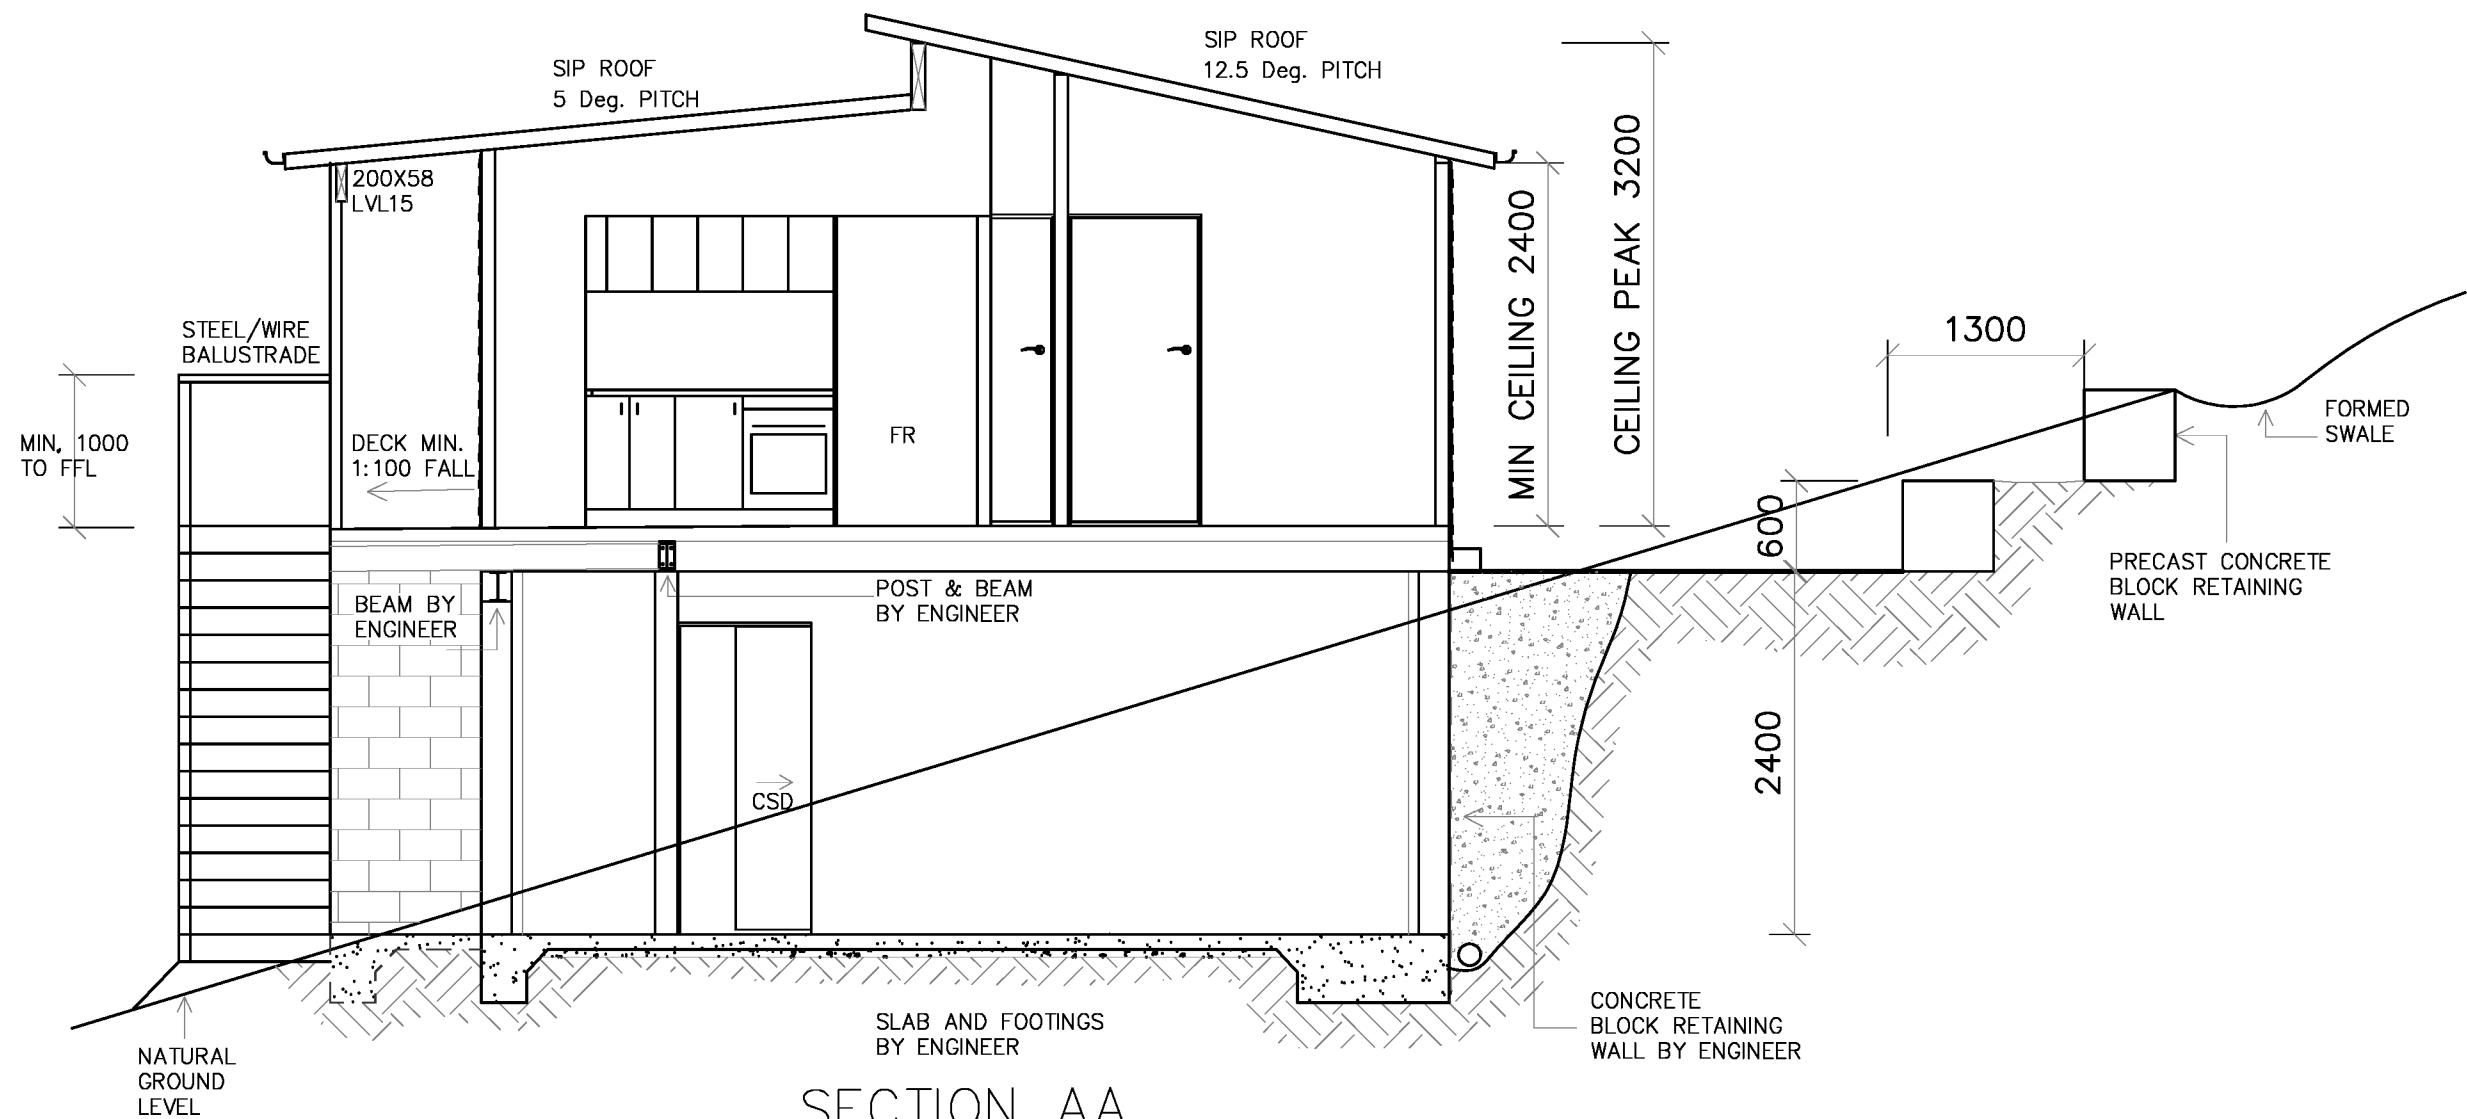 SIP ROOF
12.5 Deg. PITCH
SIP ROOF
5 Deg. PITCH
200X58
LVL15
STEEL/WIRE
BALUSTRADE
MIN. 1000
TO FFL
DECK MIN.
1:100 FALL
FR
MIN CEILING 2400
CEILING PEAK 3200
1300
FORMED
SWALE
600
PRECAST CONCRETE
BLOCK RETAINING
WALL
BEAM BY
ENGINEER
POST & BEAM
BY ENGINEER
2400
CSD
CONCRETE
BLOCK RETAINING
WALL BY ENGINEER
SLAB AND FOOTINGS
BY ENGINEER
NATURAL
GROUND
LEVEL
SECTION AA